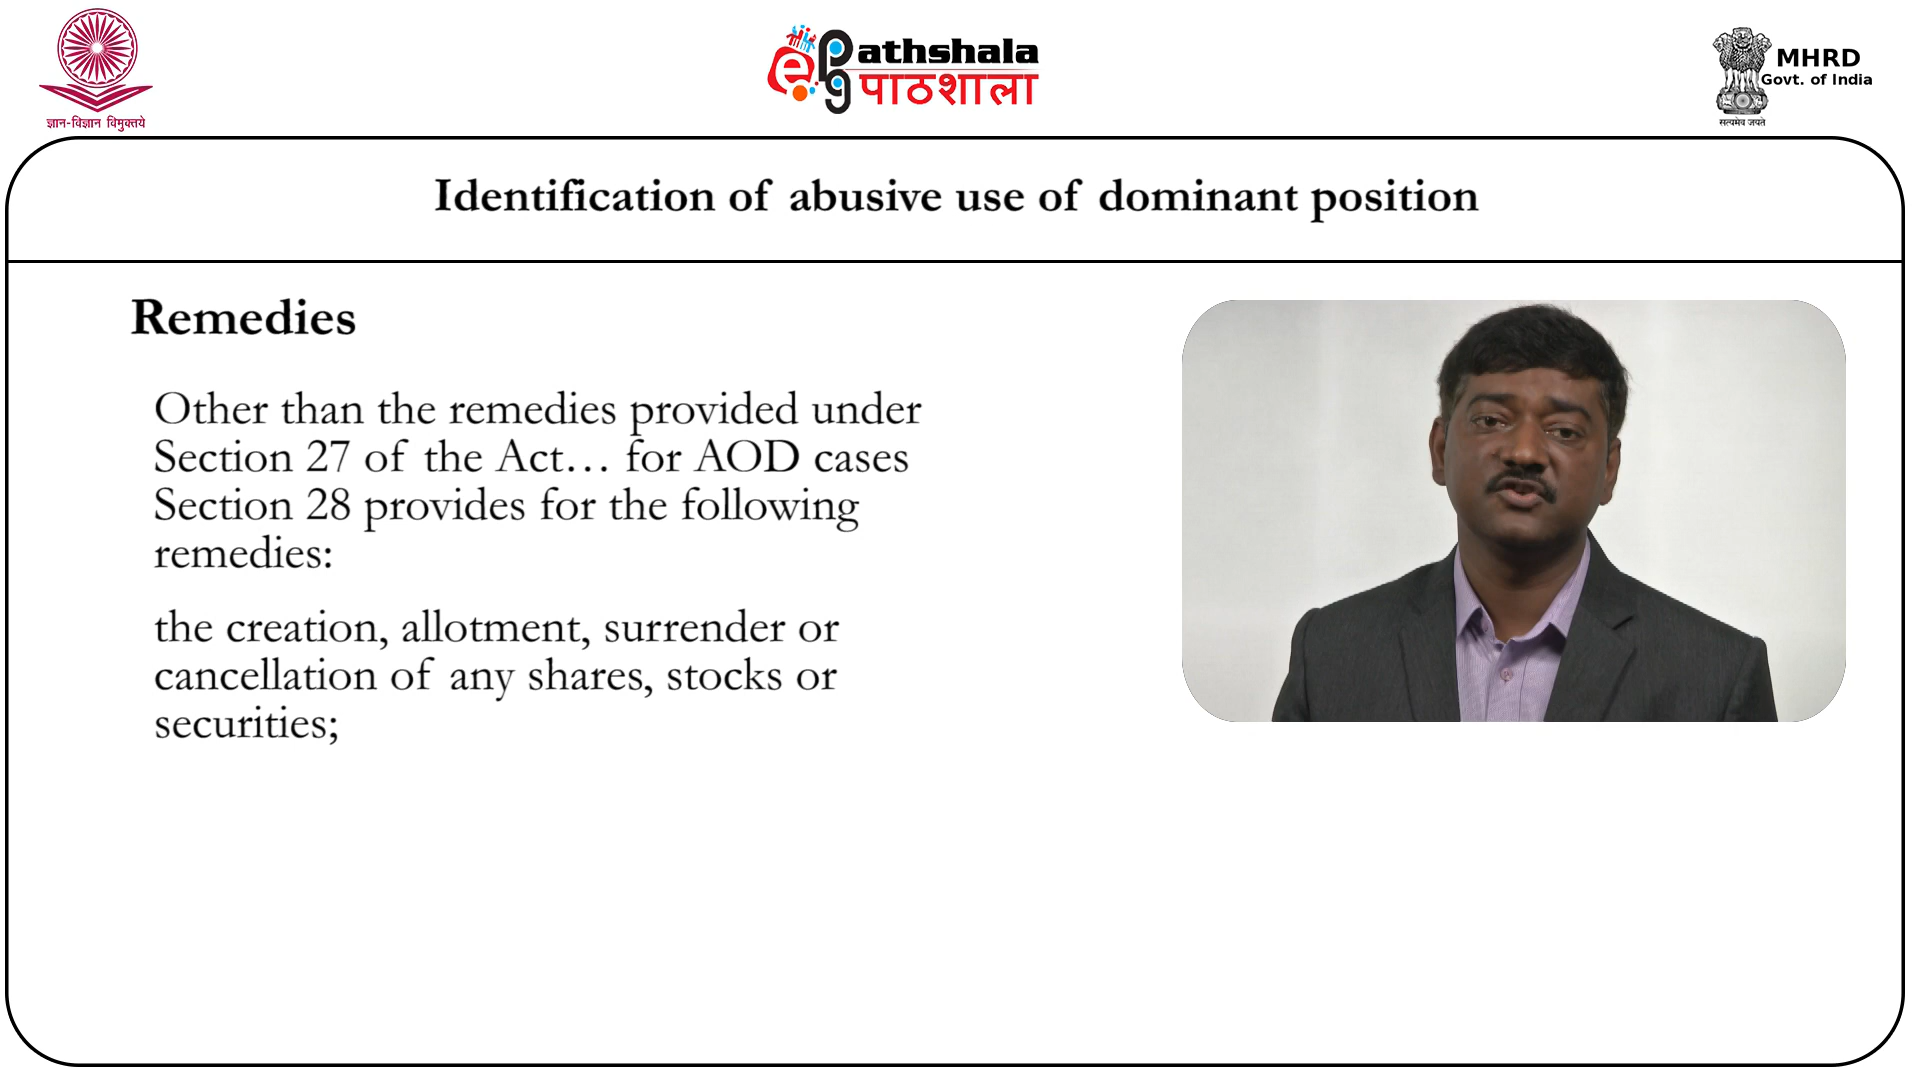 ज्ञान-विज्ञान विमुक्तये
e pg Pathshala
पाठशाला
MHRD
Govt. of India
सत्यमेव जयते
Identification of abusive use of dominant position
Remedies
Other than the remedies provided under
Section 27 of the Act... for AOD cases
Section 28 provides for the following
remedies:
the creation, allotment, surrender or
cancellation of any shares, stocks or
securities;